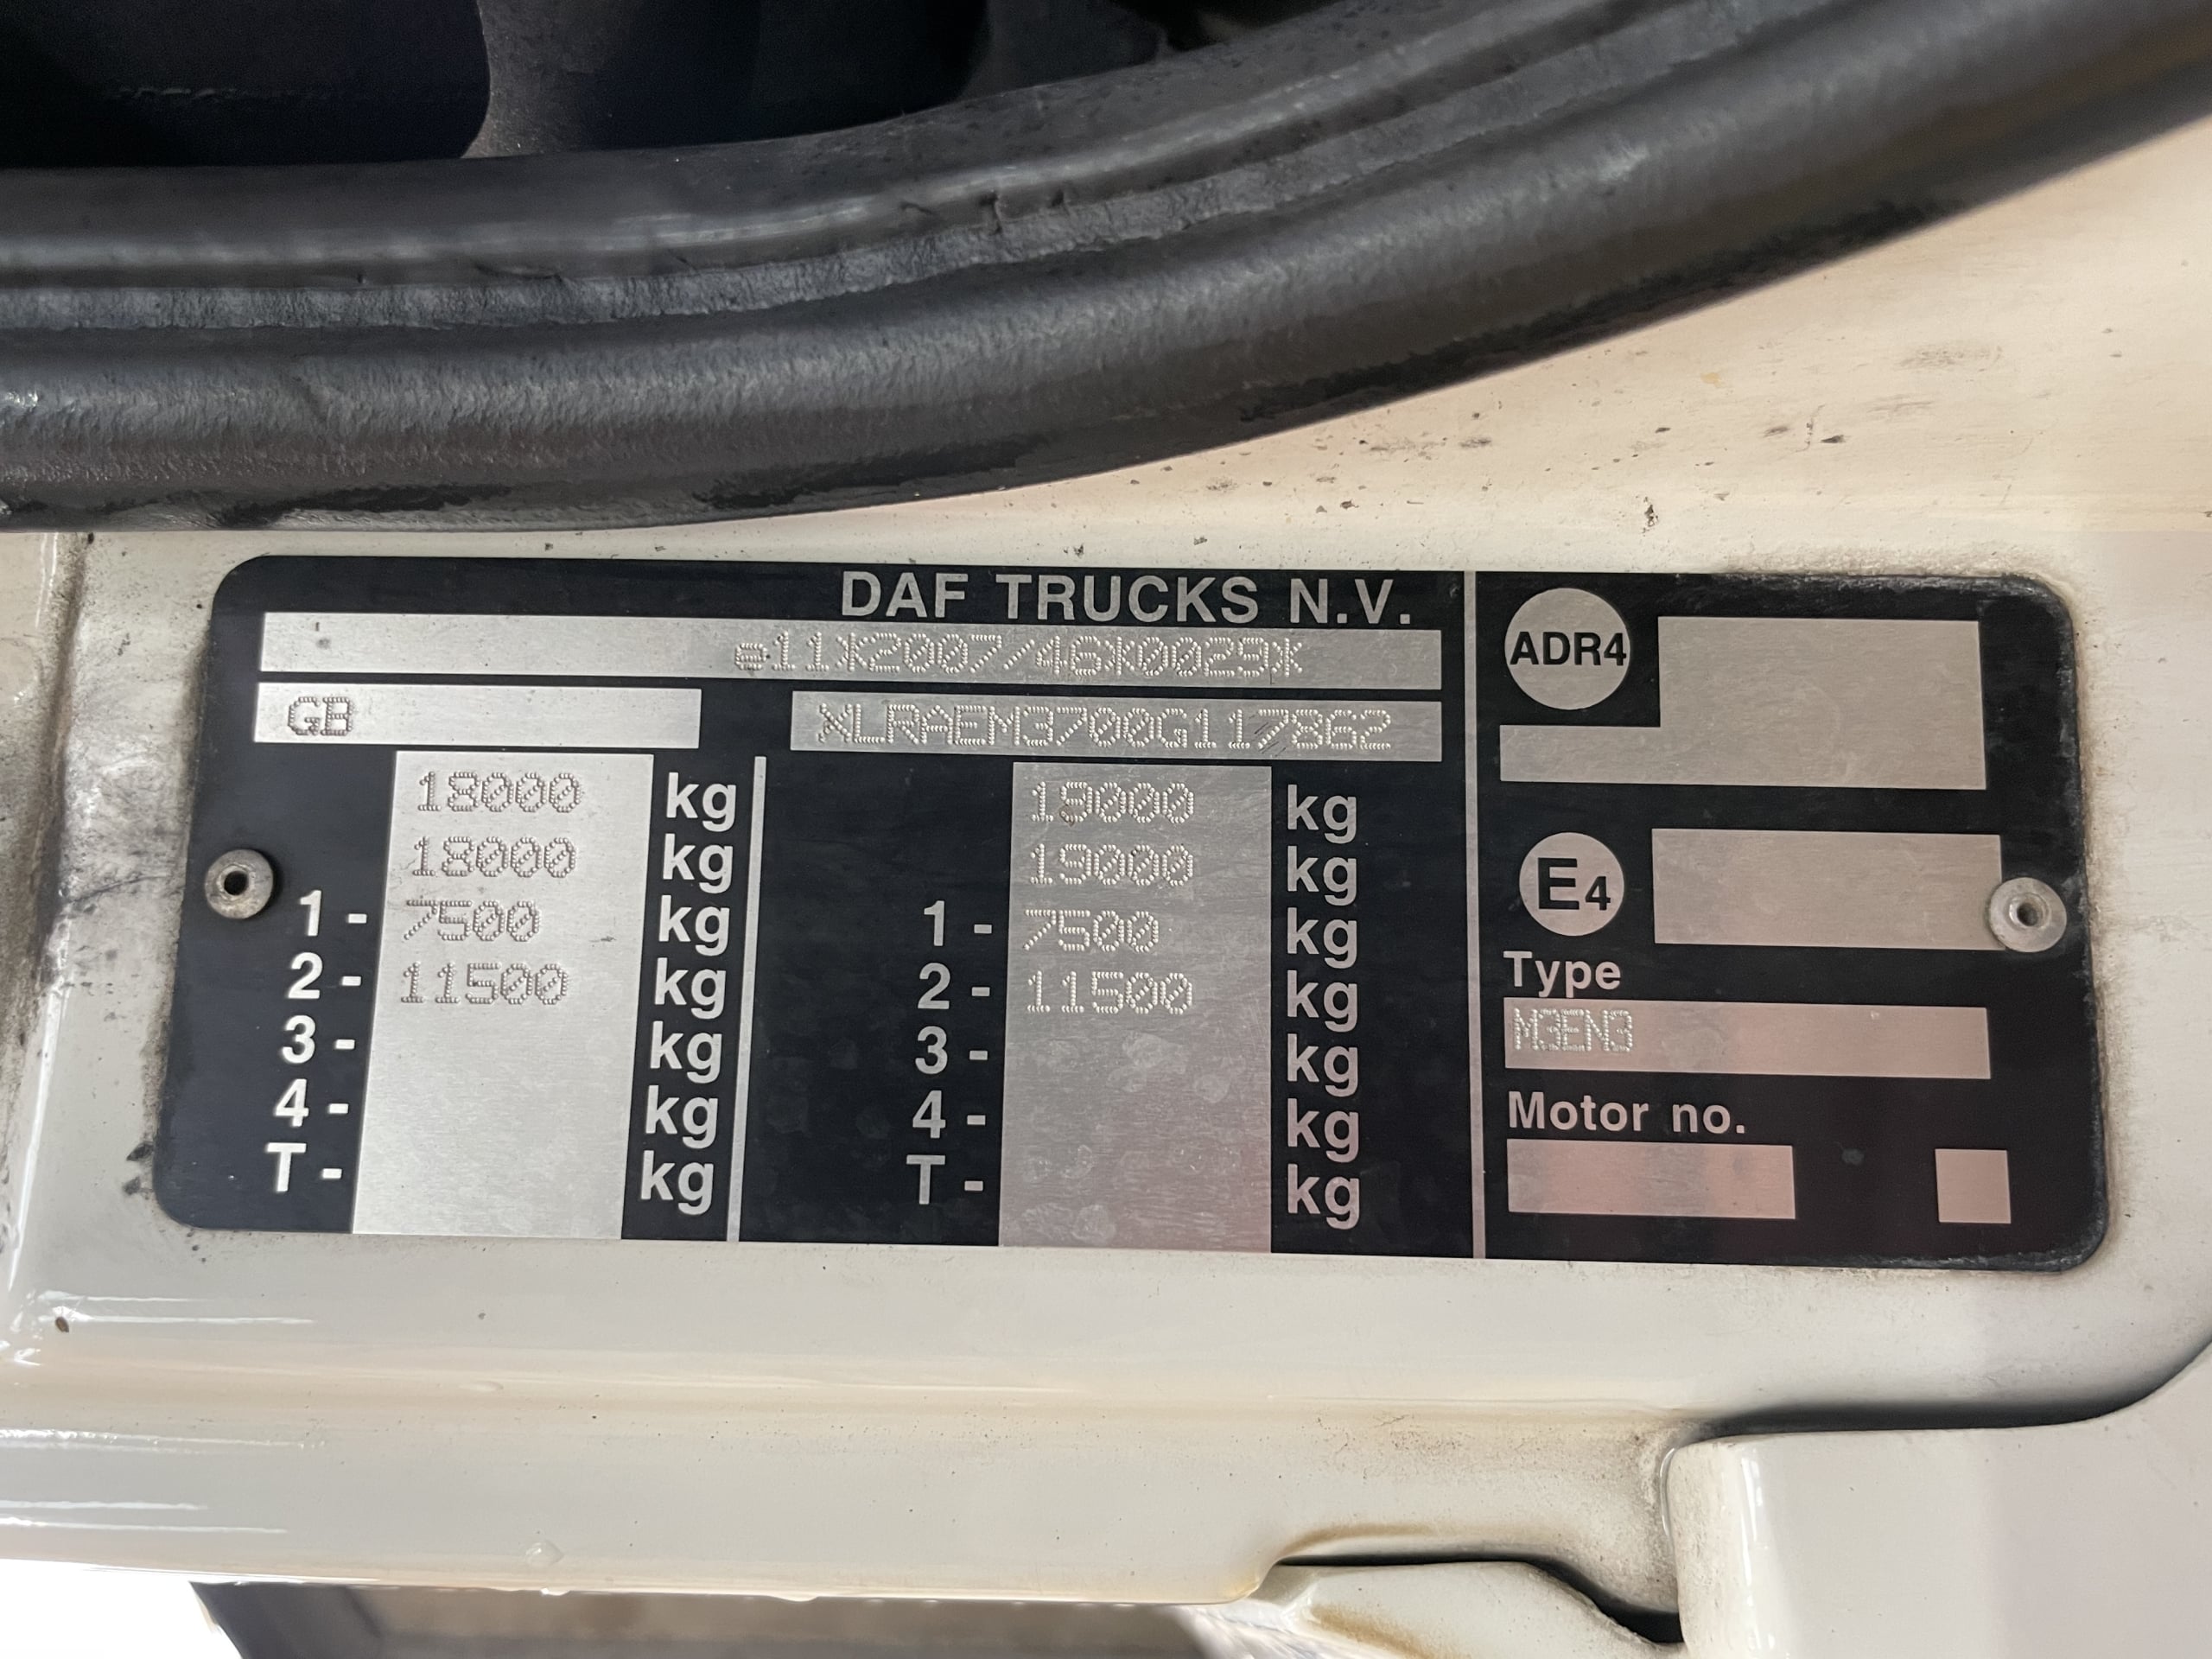 DAF TRUCKS N.V.
e11*2007/46*0029*
GB XLRAEM3700G117862
18000 kg 19000 kg
18000 kg 19000 kg
1 - 7500 kg 1 - 7500 kg
2 - 11500 kg 2 - 11500 kg
3 - kg 3 - kg
4 - kg 4 - kg
T - kg T - kg
ADR4
E4
Type
M3EN3
Motor no.